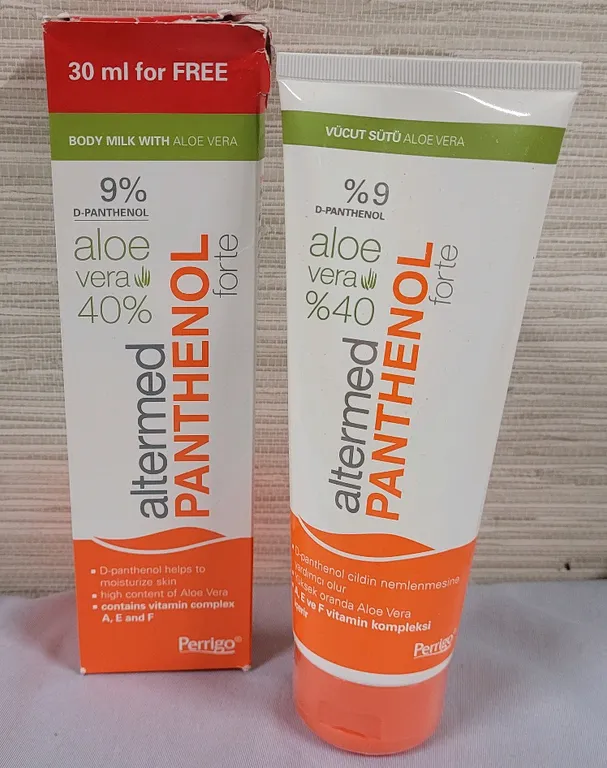 30 ml for FREE
BODY MILK WITH ALOE VERA
9%
D-PANTHENOL
aloe
vera
40%
altermed
PANTHENOL
forte
▪ D-panthenol helps to
moisturize skin
▪ high content of Aloe Vera
▪ contains vitamin complex
A, E and F
Perrigo®
VÜCUT SÜTÜ ALOE VERA
%9
D-PANTHENOL
aloe
vera
%40
altermed
PANTHENOL
forte
▪ D-panthenol cildin nemlenmesine
yardımcı olur
▪ Yüksek oranda Aloe Vera
▪ A, E ve F vitamin kompleksi
içerir
Perrigo®